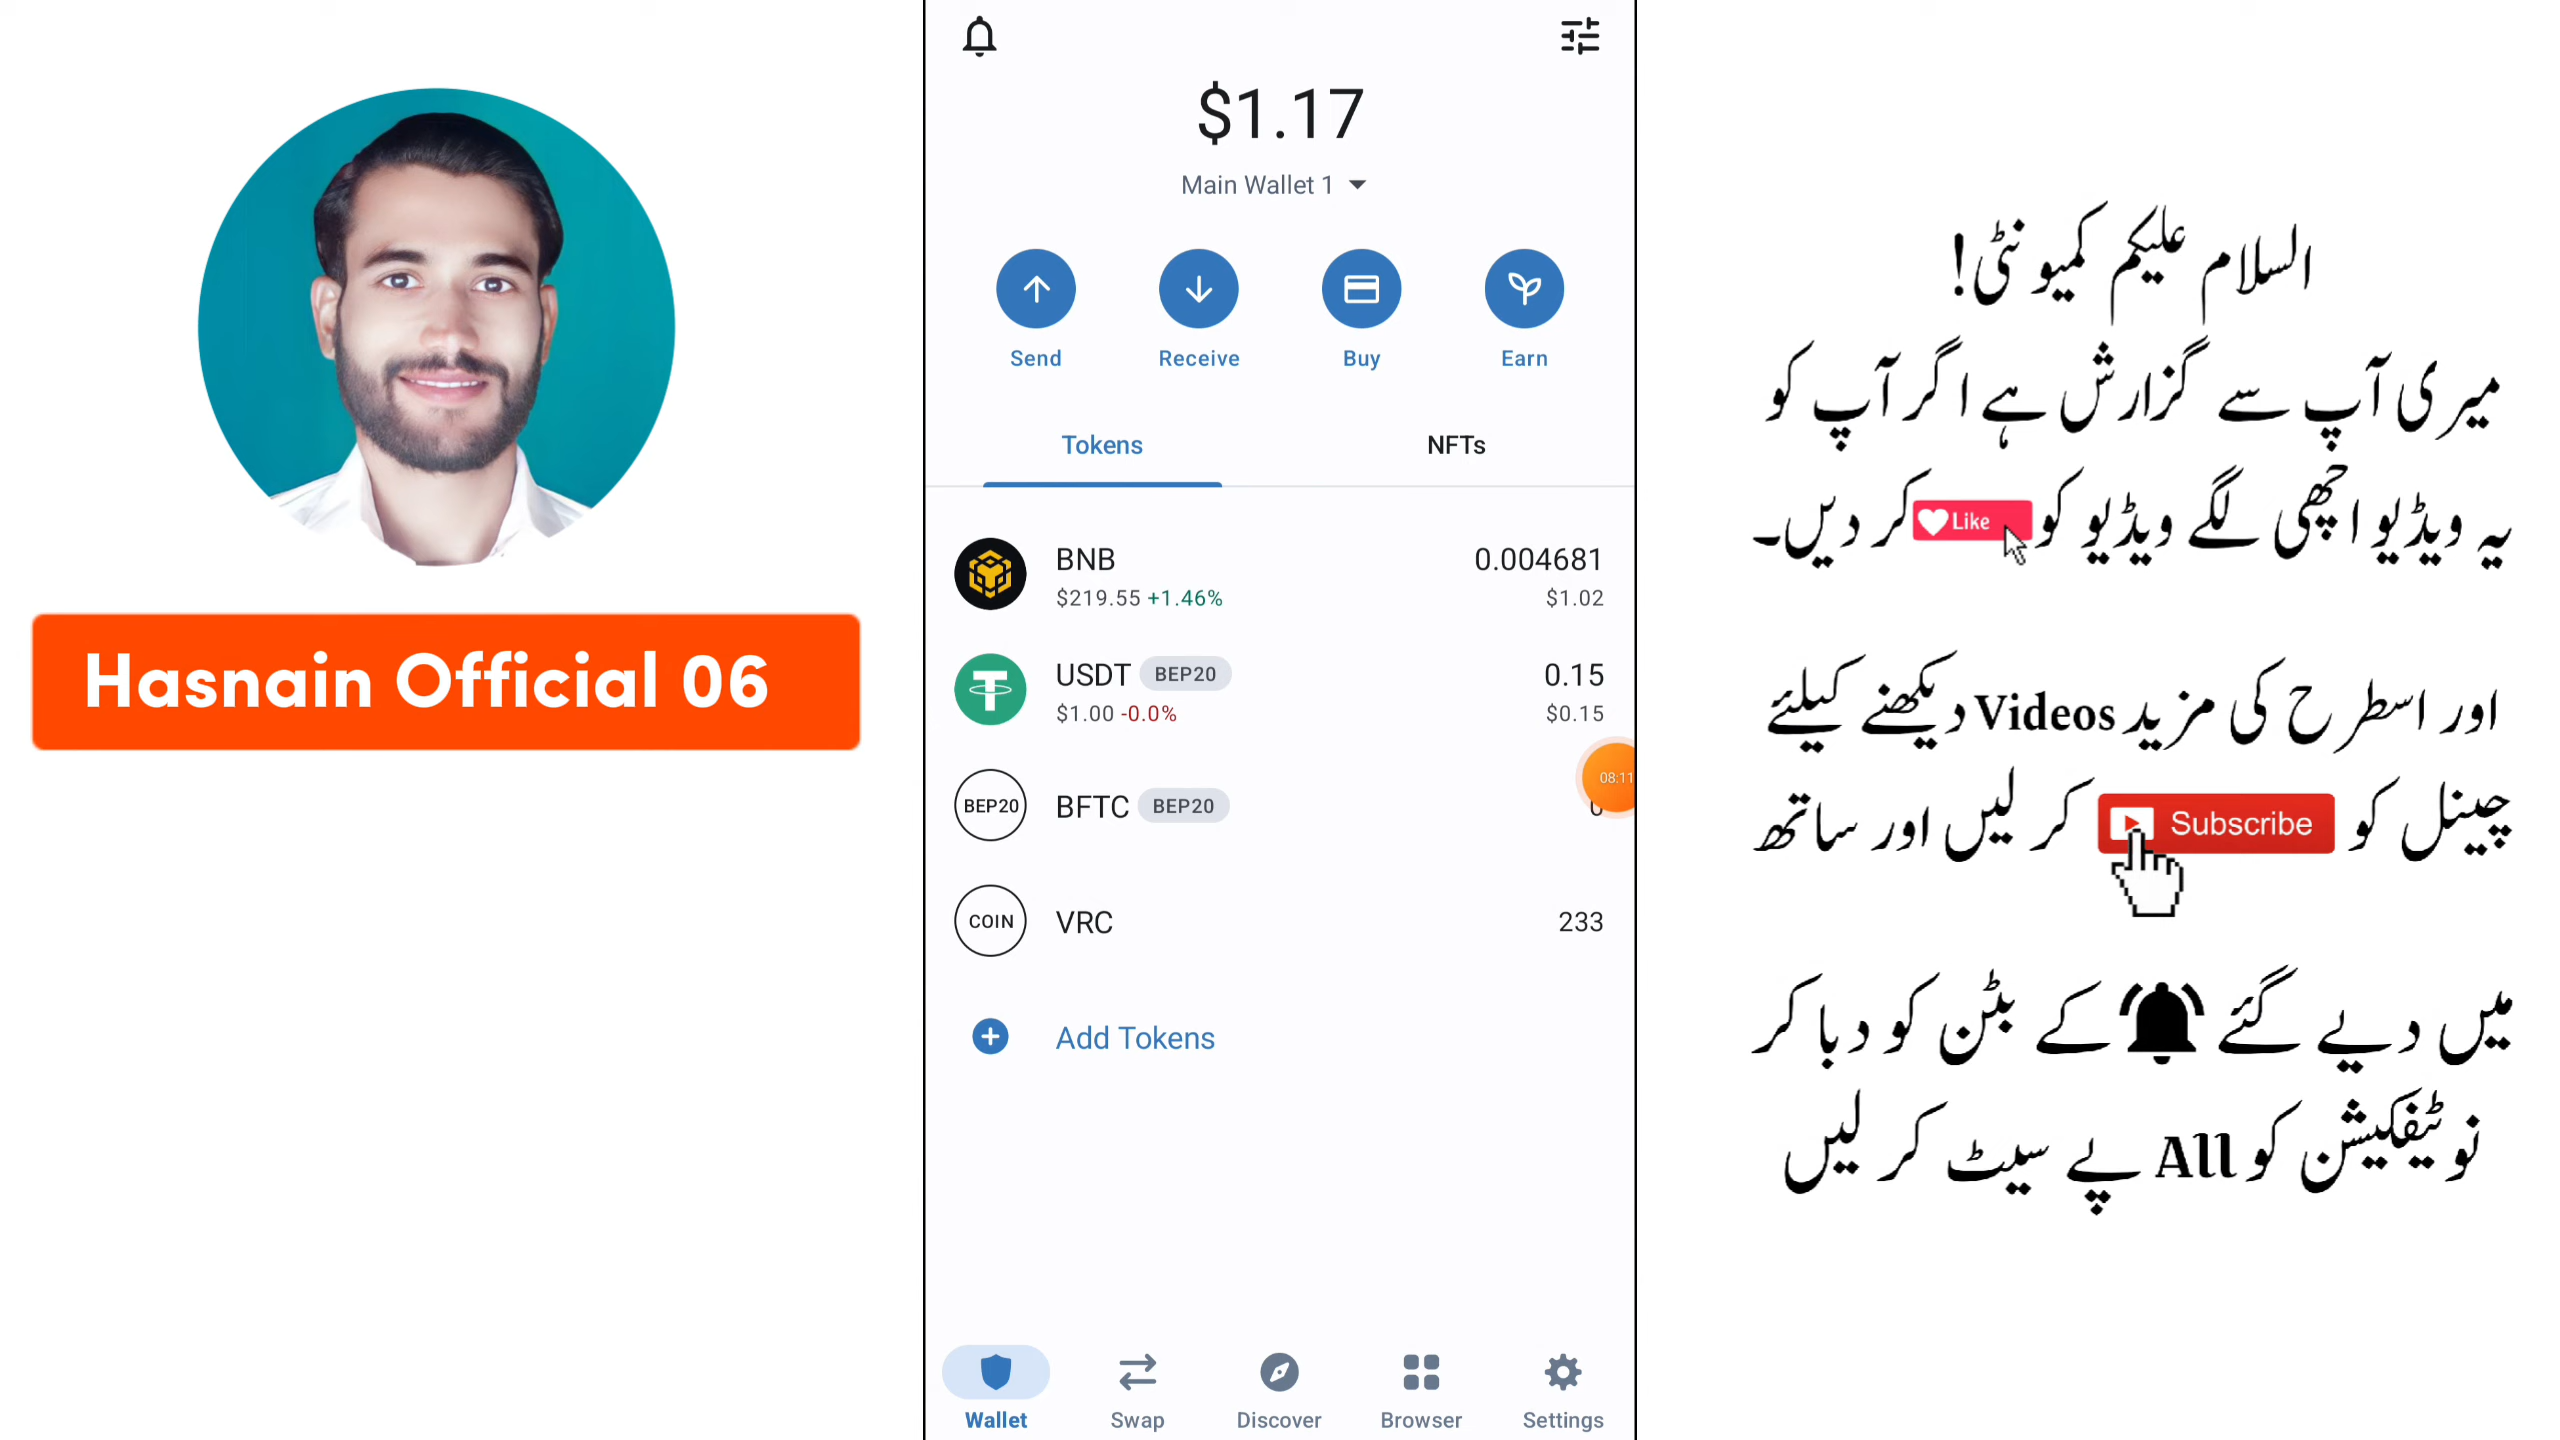 Hasnain Official 06
$1.17
Main Wallet 1
Send Receive Buy Earn
Tokens NFTs
BNB 0.004681
$219.55 +1.46% $1.02
USDT BEP20 0.15
$1.00 -0.0% $0.15
08:11
BEP20 BFTC BEP20 0
COIN VRC 233
Add Tokens
Wallet Swap Discover Browser Settings
السلام علیکم کمیونٹی!
میری آپ سے گزارش ہے اگر آپ کو
یہ ویڈیو اچھی لگے ویڈیو کو Like کر دیں۔
اور اسطرح کی مزید Videos دیکھنے کیلئے
چینل کو Subscribe کر لیں اور ساتھ
میں دیے گئے کے بٹن کو دبا کر
نوٹیفکیشن کو All پے سیٹ کر لیں